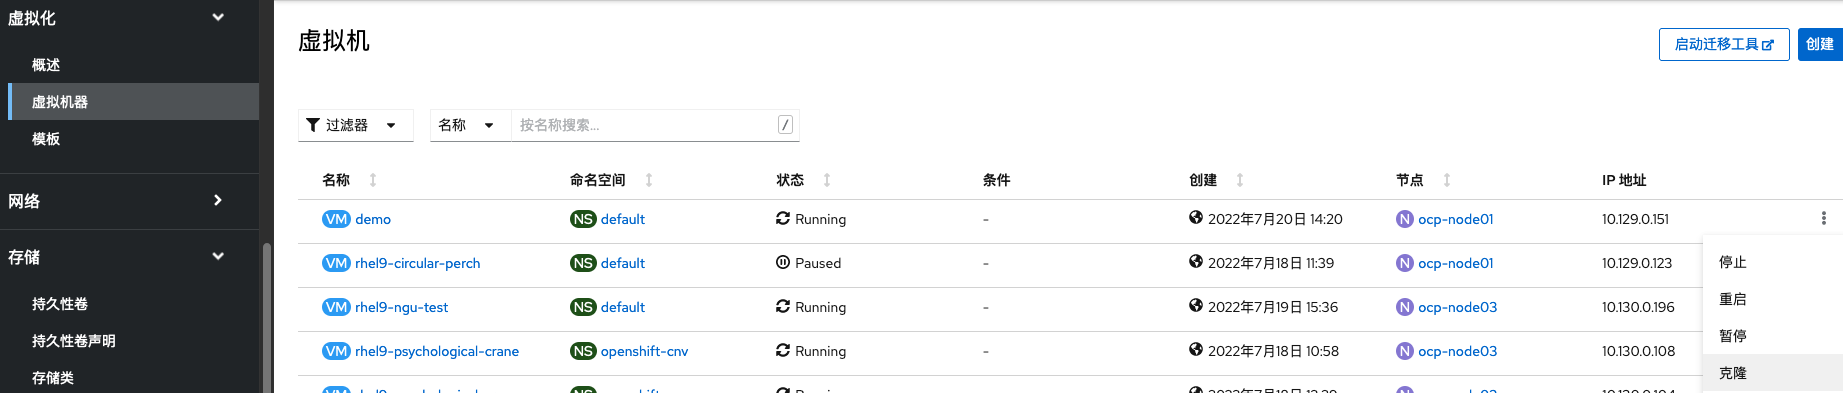 虚拟化
概述
虚拟机器
模板
网络
存储
持久性卷
持久性卷声明
存储类
虚拟机
启动迁移工具
创建
过滤器
名称
按名称搜索...
/
名称 命名空间 状态 条件 创建 节点 IP 地址
VM demo NS default Running - 2022年7月20日 14:20 N ocp-node01 10.129.0.151
VM rhel9-circular-perch NS default Paused - 2022年7月18日 11:39 N ocp-node01 10.129.0.123
VM rhel9-ngu-test NS default Running - 2022年7月19日 15:36 N ocp-node03 10.130.0.196
VM rhel9-psychological-crane NS openshift-cnv Running - 2022年7月18日 10:58 N ocp-node03 10.130.0.108
停止
重启
暂停
克隆